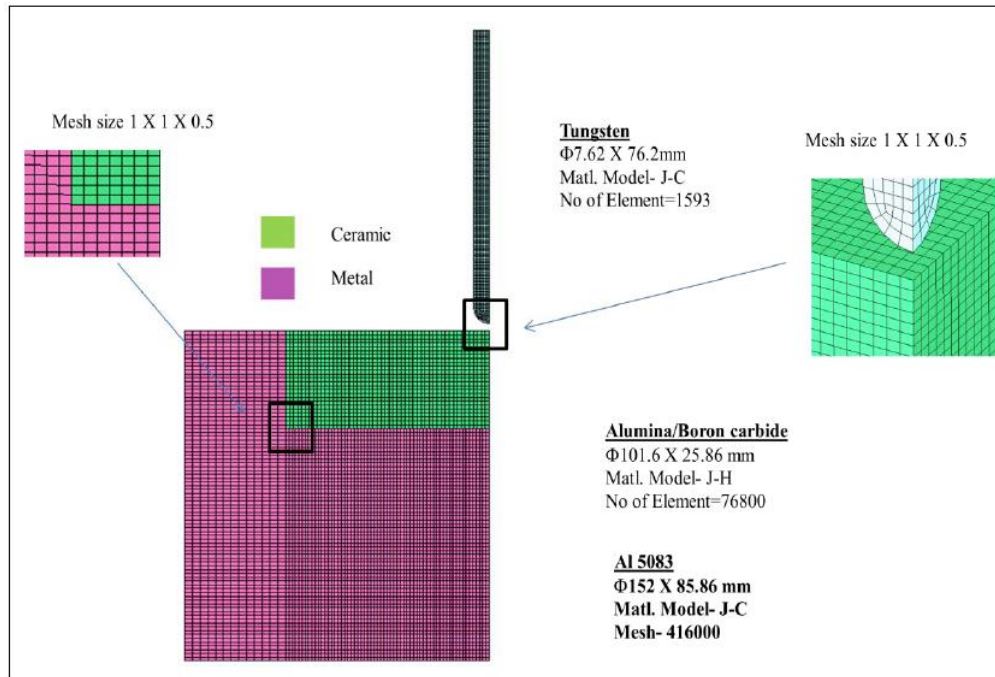 Mesh size 1 X 1 X 0.5
Ceramic
Metal
Tungsten
Φ7.62 X 76.2mm
Matl. Model- J-C
No of Element=1593
Mesh size 1 X 1 X 0.5
Alumina/Boron carbide
Φ101.6 X 25.86 mm
Matl. Model- J-H
No of Element=76800
Al 5083
Φ152 X 85.86 mm
Matl. Model- J-C
Mesh- 416000